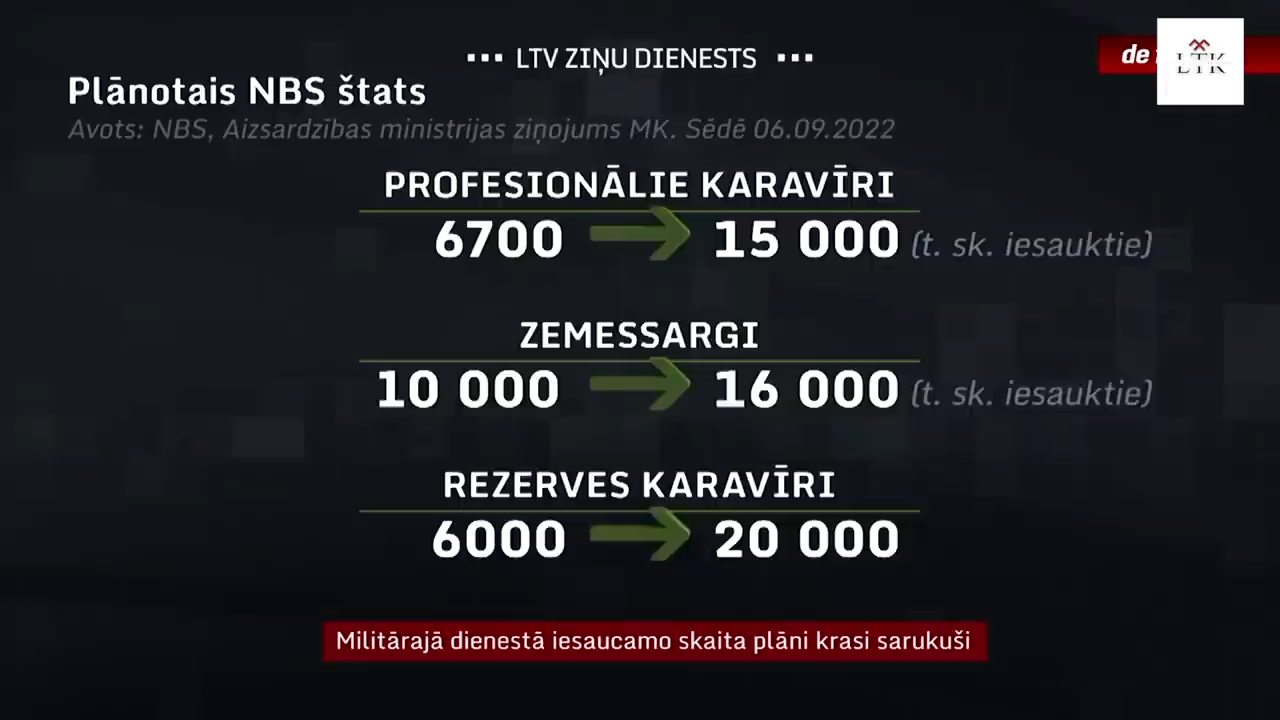 LTV ZIŅU DIENESTS
de
LTK
Plānotais NBS štats
Avots: NBS, Aizsardzības ministrijas ziņojums MK. Sēdē 06.09.2022
PROFESIONĀLIE KARAVĪRI
6700 15 000 (t. sk. iesauktie)
ZEMESSARGI
10 000 16 000 (t. sk. iesauktie)
REZERVES KARAVĪRI
6000 20 000
Militārajā dienestā iesaucamo skaita plāni krasi sarukuši